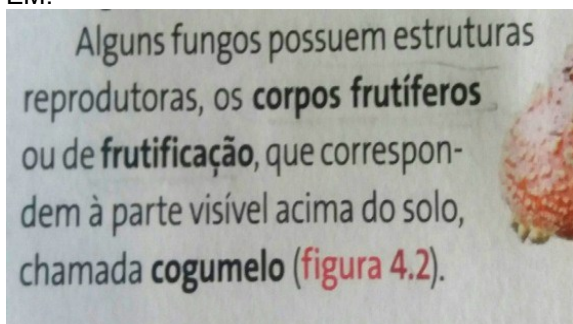 EM:
Alguns fungos possuem estruturas
reprodutoras, os corpos frutíferos
ou de frutificação, que correspon-
dem à parte visível acima do solo,
chamada cogumelo (figura 4.2).